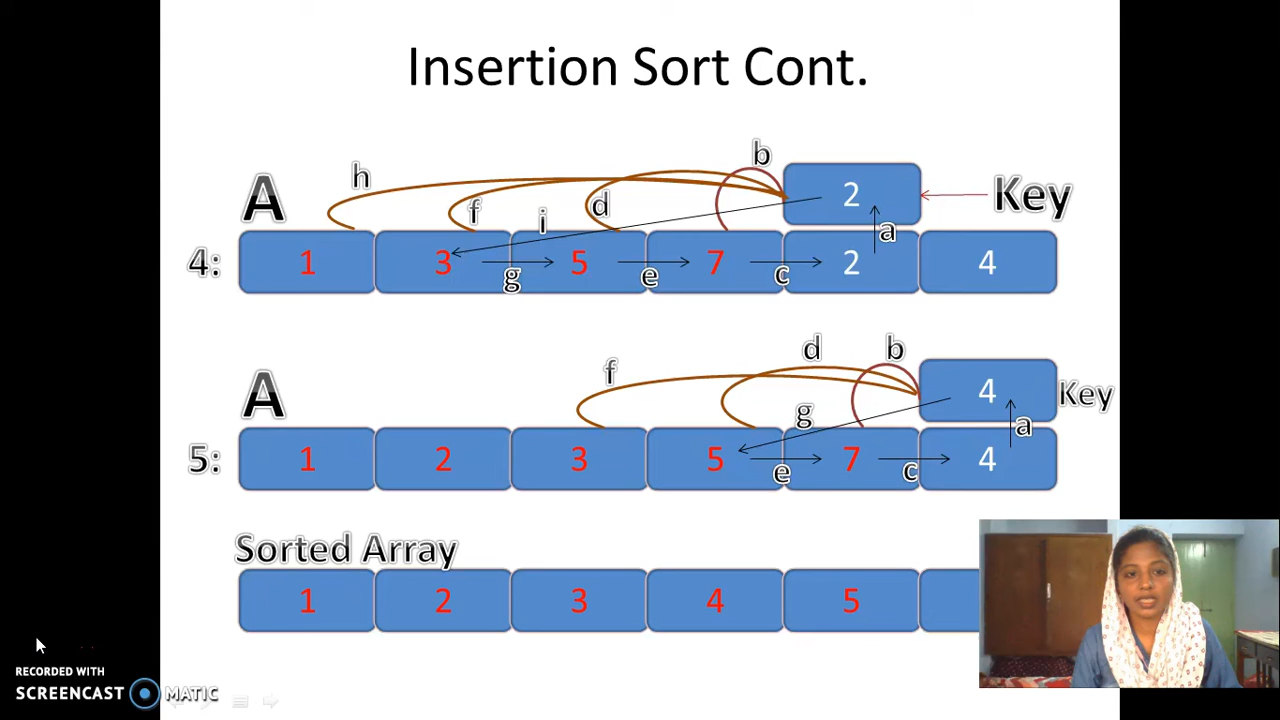 Insertion Sort Cont.
b
h
A
f
i
d
2
Key
a
4:
1
3
5
7
2
4
g
e
c
d
b
f
A
g
4
Key
a
5:
1
2
3
5
7
4
e
c
Sorted Array
1
2
3
4
5
RECORDED WITH
SCREENCAST MATIC